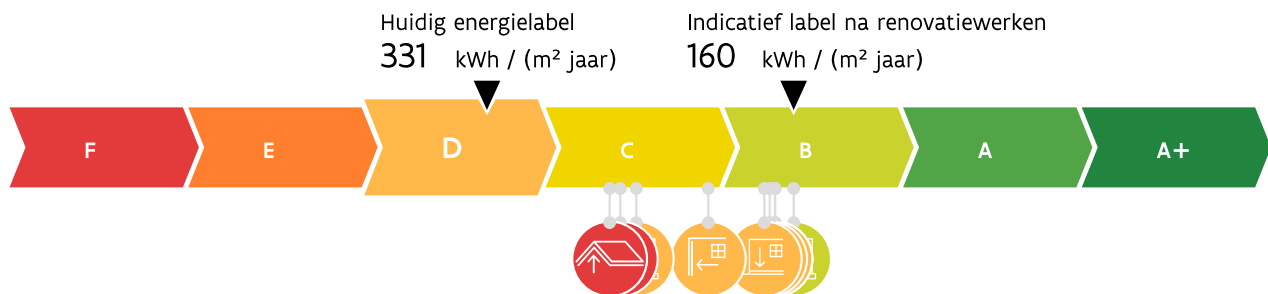 Huidig energielabel
331 kWh / (m² jaar)
Indicatief label na renovatiewerken
160 kWh / (m² jaar)
F E D C B A A+